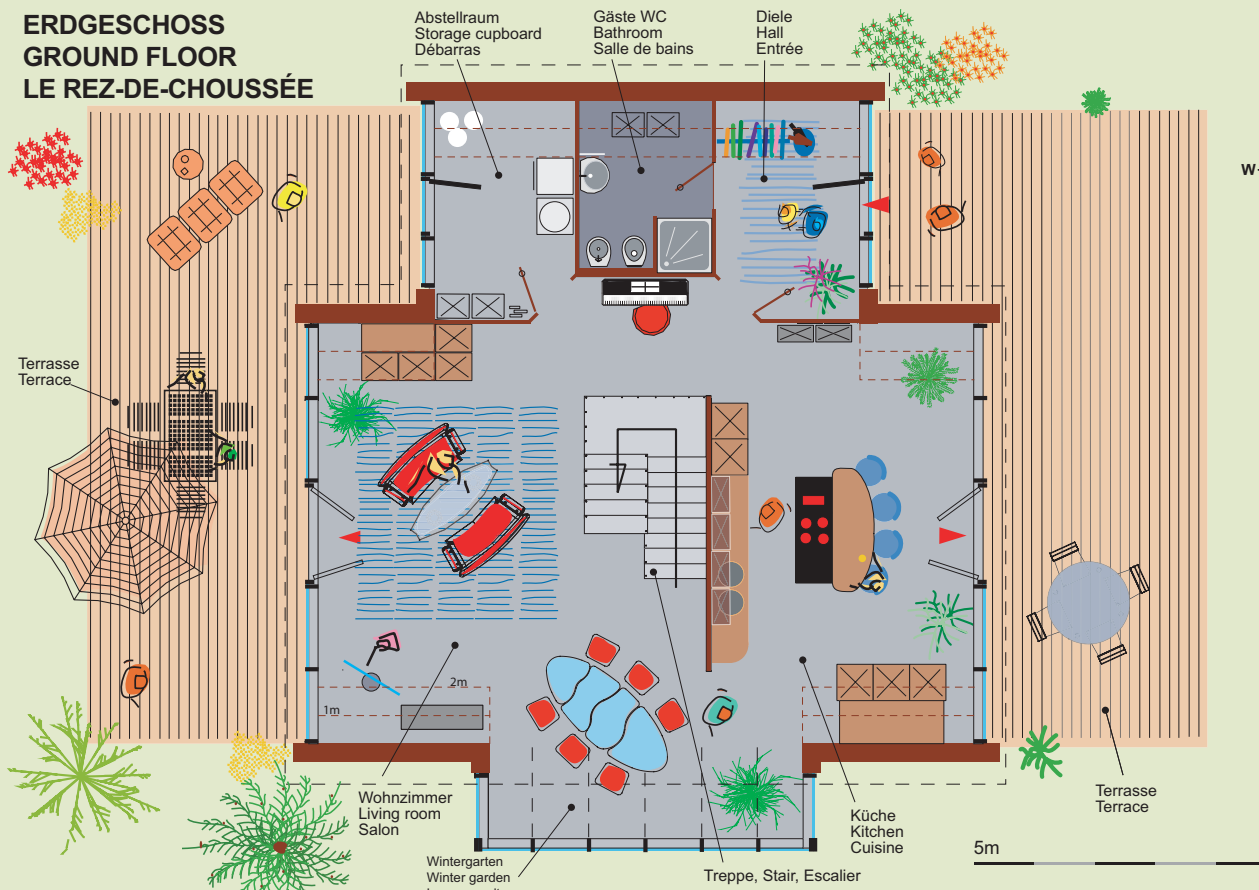 ERDGESCHOSS
GROUND FLOOR
LE REZ-DE-CHOUSSÉE
Abstellraum
Storage cupboard
Débarras
Gäste WC
Bathroom
Salle de bains
Diele
Hall
Entrée
W-
Terrasse
Terrace
2m
1m
Wohnzimmer
Living room
Salon
Wintergarten
Winter garden
Treppe, Stair, Escalier
Küche
Kitchen
Cuisine
Terrasse
Terrace
5m